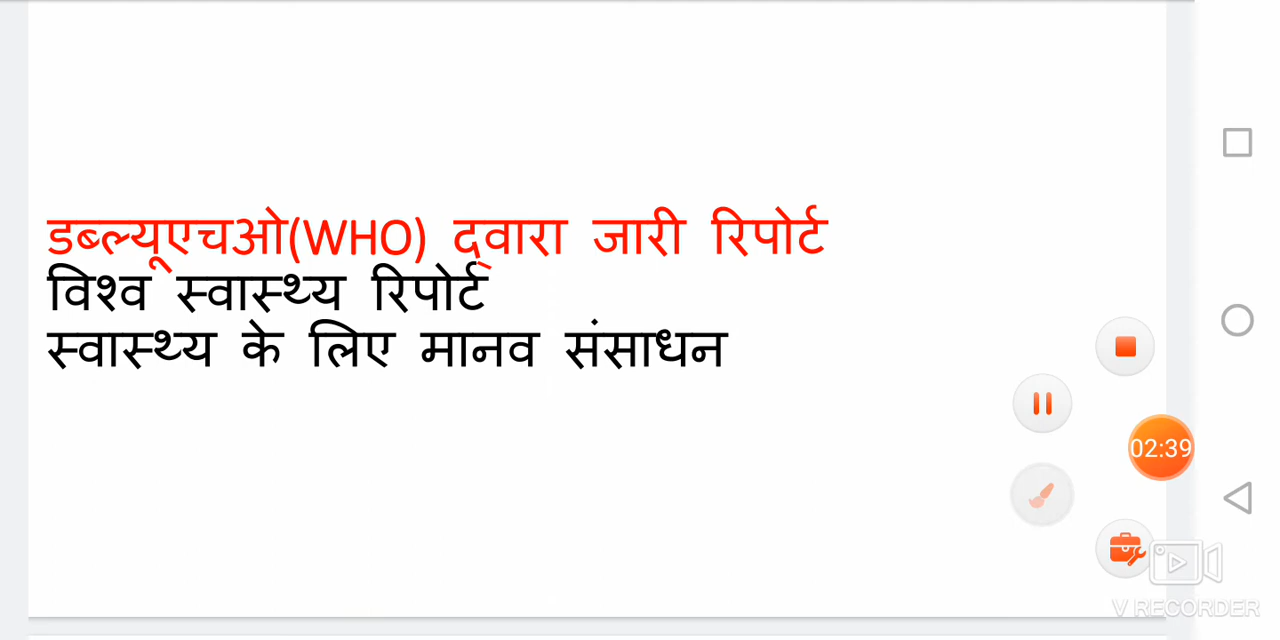 डब्ल्यूएचओ(WHO) द्वारा जारी रिपोर्ट
विश्व स्वास्थ्य रिपोर्ट
स्वास्थ्य के लिए मानव संसाधन
02:39
V RECORDER